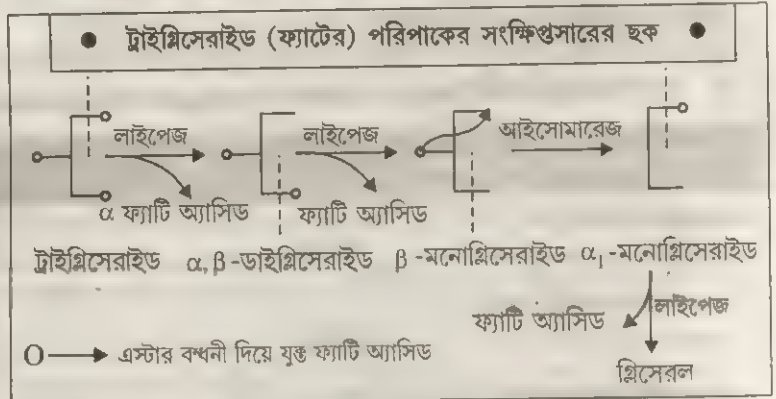 ● ট্রাইগ্লিসেরাইড (ফ্যাটের) পরিপাকের সংক্ষিপ্তসারের ছক ●
লাইপেজ লাইপেজ আইসোমারেজ
α ফ্যাটি অ্যাসিড ফ্যাটি অ্যাসিড
ট্রাইগ্লিসেরাইড α, β-ডাইগ্লিসেরাইড β-মনোগ্লিসেরাইড α₁-মনোগ্লিসেরাইড
ফ্যাটি অ্যাসিড লাইপেজ
O → এস্টার বন্ধনী দিয়ে যুক্ত ফ্যাটি অ্যাসিড
গ্লিসেরল